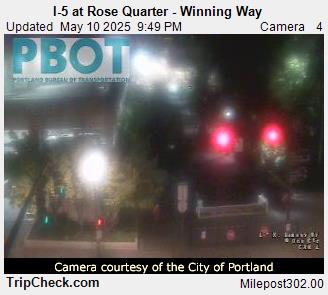 I-5 at Rose Quarter - Winning Way
Updated May 10 2025 9:49 PM Camera 4
PBOT
PORTLAND BUREAU OF TRANSPORTATION
Camera courtesy of the City of Portland
TripCheck.com Milepost302.00